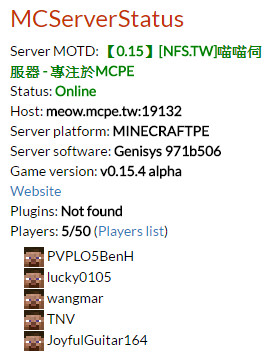 MCServerStatus
Server MOTD: 【0.15】[NFS.TW]喵喵伺
服器 - 專注於MCPE
Status: Online
Host: meow.mcpe.tw:19132
Server platform: MINECRAFTPE
Server software: Genisys 971b506
Game version: v0.15.4 alpha
Website
Plugins: Not found
Players: 5/50 (Players list)
PVPLO5BenH
lucky0105
wangmar
TNV
JoyfulGuitar164